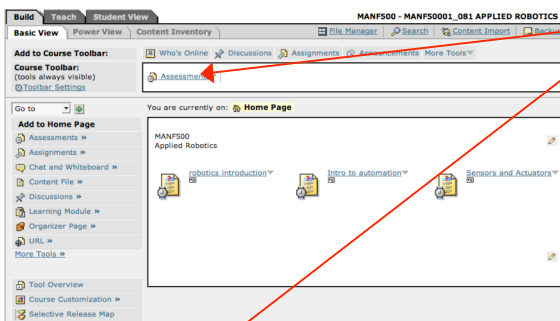 Build Teach Student View MANF500 - MANF50001_081 APPLIED ROBOTICS
Basic View Power View Content Inventory File Manager Search Content Import Backup
Add to Course Toolbar: Who's Online Discussions Assignments Announcements More Tools
Course Toolbar:
(tools always visible)
Toolbar Settings
Assessments
Go to You are currently on: Home Page
Add to Home Page
Assessments »
Assignments »
Chat and Whiteboard »
Content File »
Discussions »
Learning Module »
Organizer Page »
URL »
More Tools »
Tool Overview
Course Customization »
Selective Release Map
MANF500
Applied Robotics
robotics introduction Intro to automation Sensors and Actuators